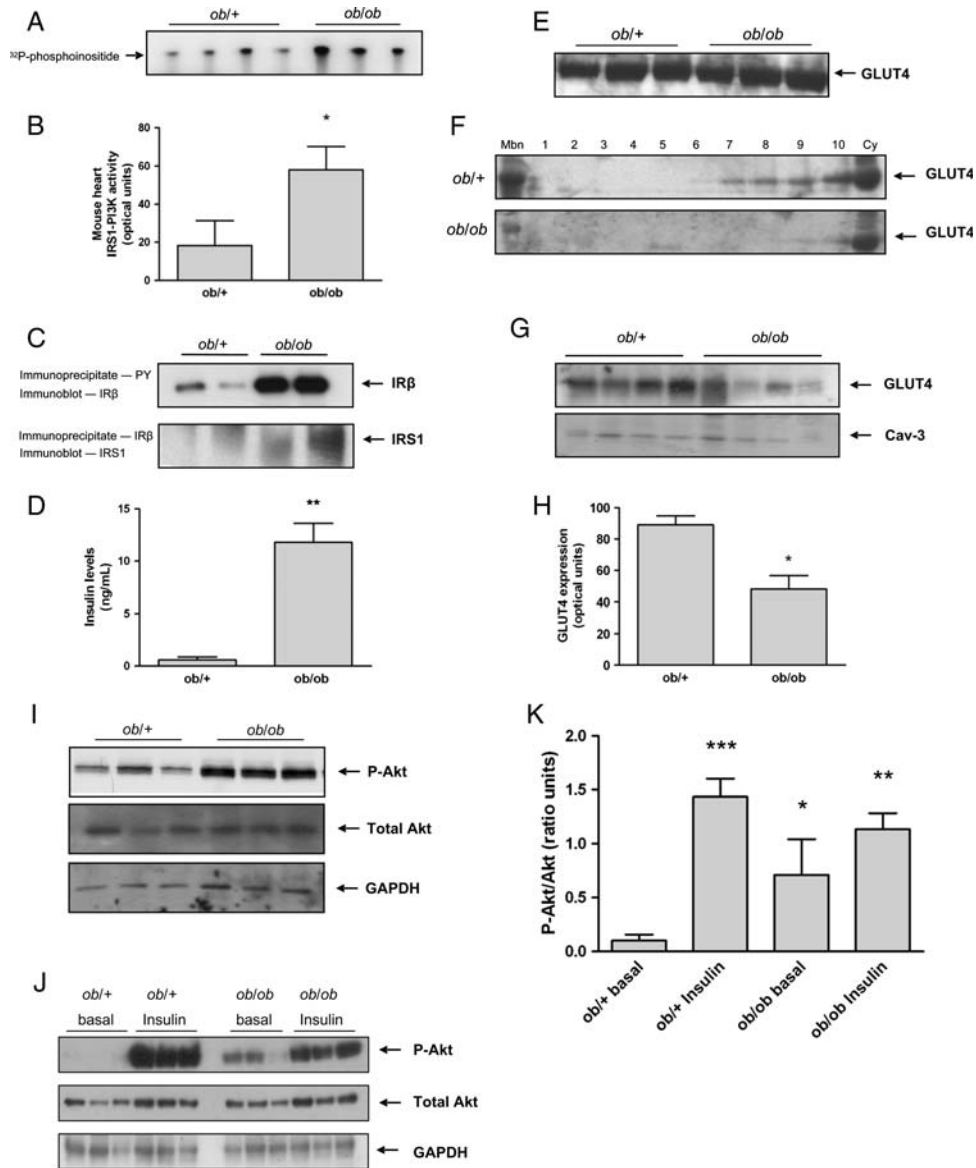 A
ob/+
ob/ob
³²P-phosphoinositide
B
Mouse heart
IRS1-PI3K activity
(optical units)
80
60
40
20
0
*
ob/+
ob/ob
C
ob/+
ob/ob
Immunoprecipitate — PY
Immunoblot — IRβ
IRβ
Immunoprecipitate — IRβ
Immunoblot — IRS1
IRS1
D
Insulin levels
(ng/mL)
15
10
5
0
**
ob/+
ob/ob
E
ob/+
ob/ob
GLUT4
F
Mbn 1 2 3 4 5 6 7 8 9 10 Cy
ob/+
GLUT4
ob/ob
GLUT4
G
ob/+
ob/ob
GLUT4
Cav-3
H
GLUT4 expression
(optical units)
100
80
60
40
20
0
*
ob/+
ob/ob
I
ob/+
ob/ob
P-Akt
Total Akt
GAPDH
J
ob/+ ob/+ ob/ob ob/ob
basal Insulin basal Insulin
P-Akt
Total Akt
GAPDH
K
P-Akt/Akt (ratio units)
2.0
1.5
1.0
0.5
0.0
***
*
**
ob/+ basal
ob/+ Insulin
ob/ob basal
ob/ob Insulin